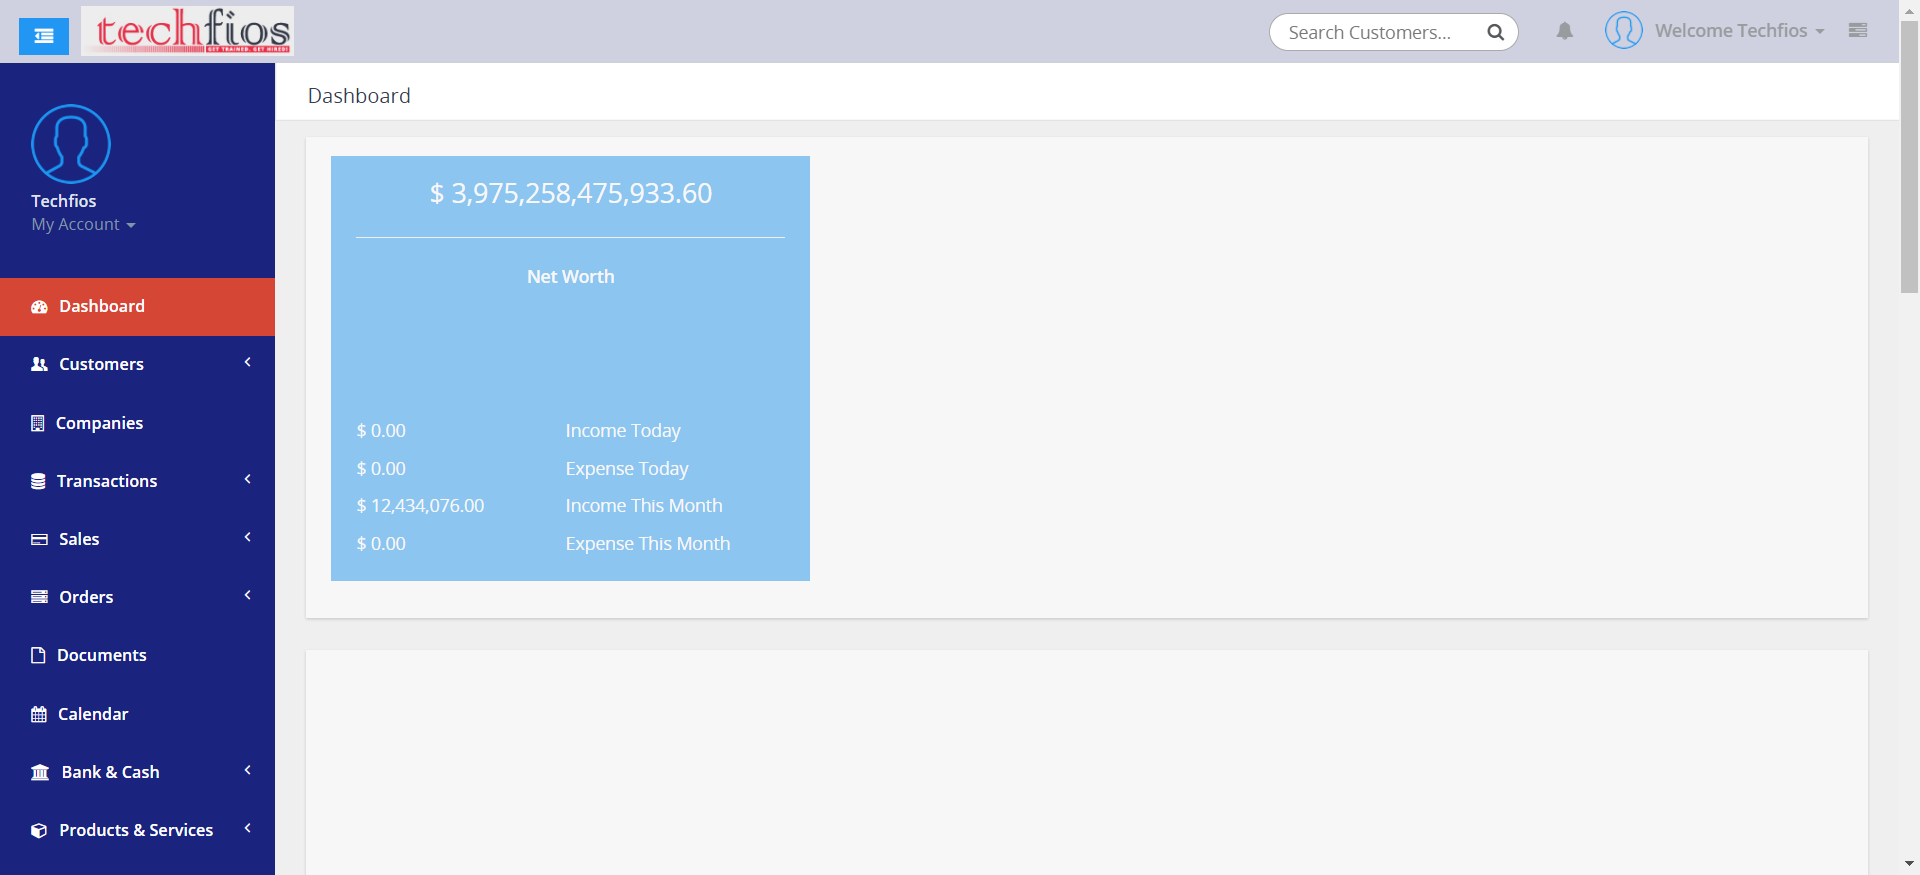 techfios
GET TRAINED. GET HIRED!
Search Customers...
Welcome Techfios
Techfios
My Account
Dashboard
Customers
Companies
Transactions
Sales
Orders
Documents
Calendar
Bank & Cash
Products & Services
Dashboard
$ 3,975,258,475,933.60
Net Worth
$ 0.00 Income Today
$ 0.00 Expense Today
$ 12,434,076.00 Income This Month
$ 0.00 Expense This Month